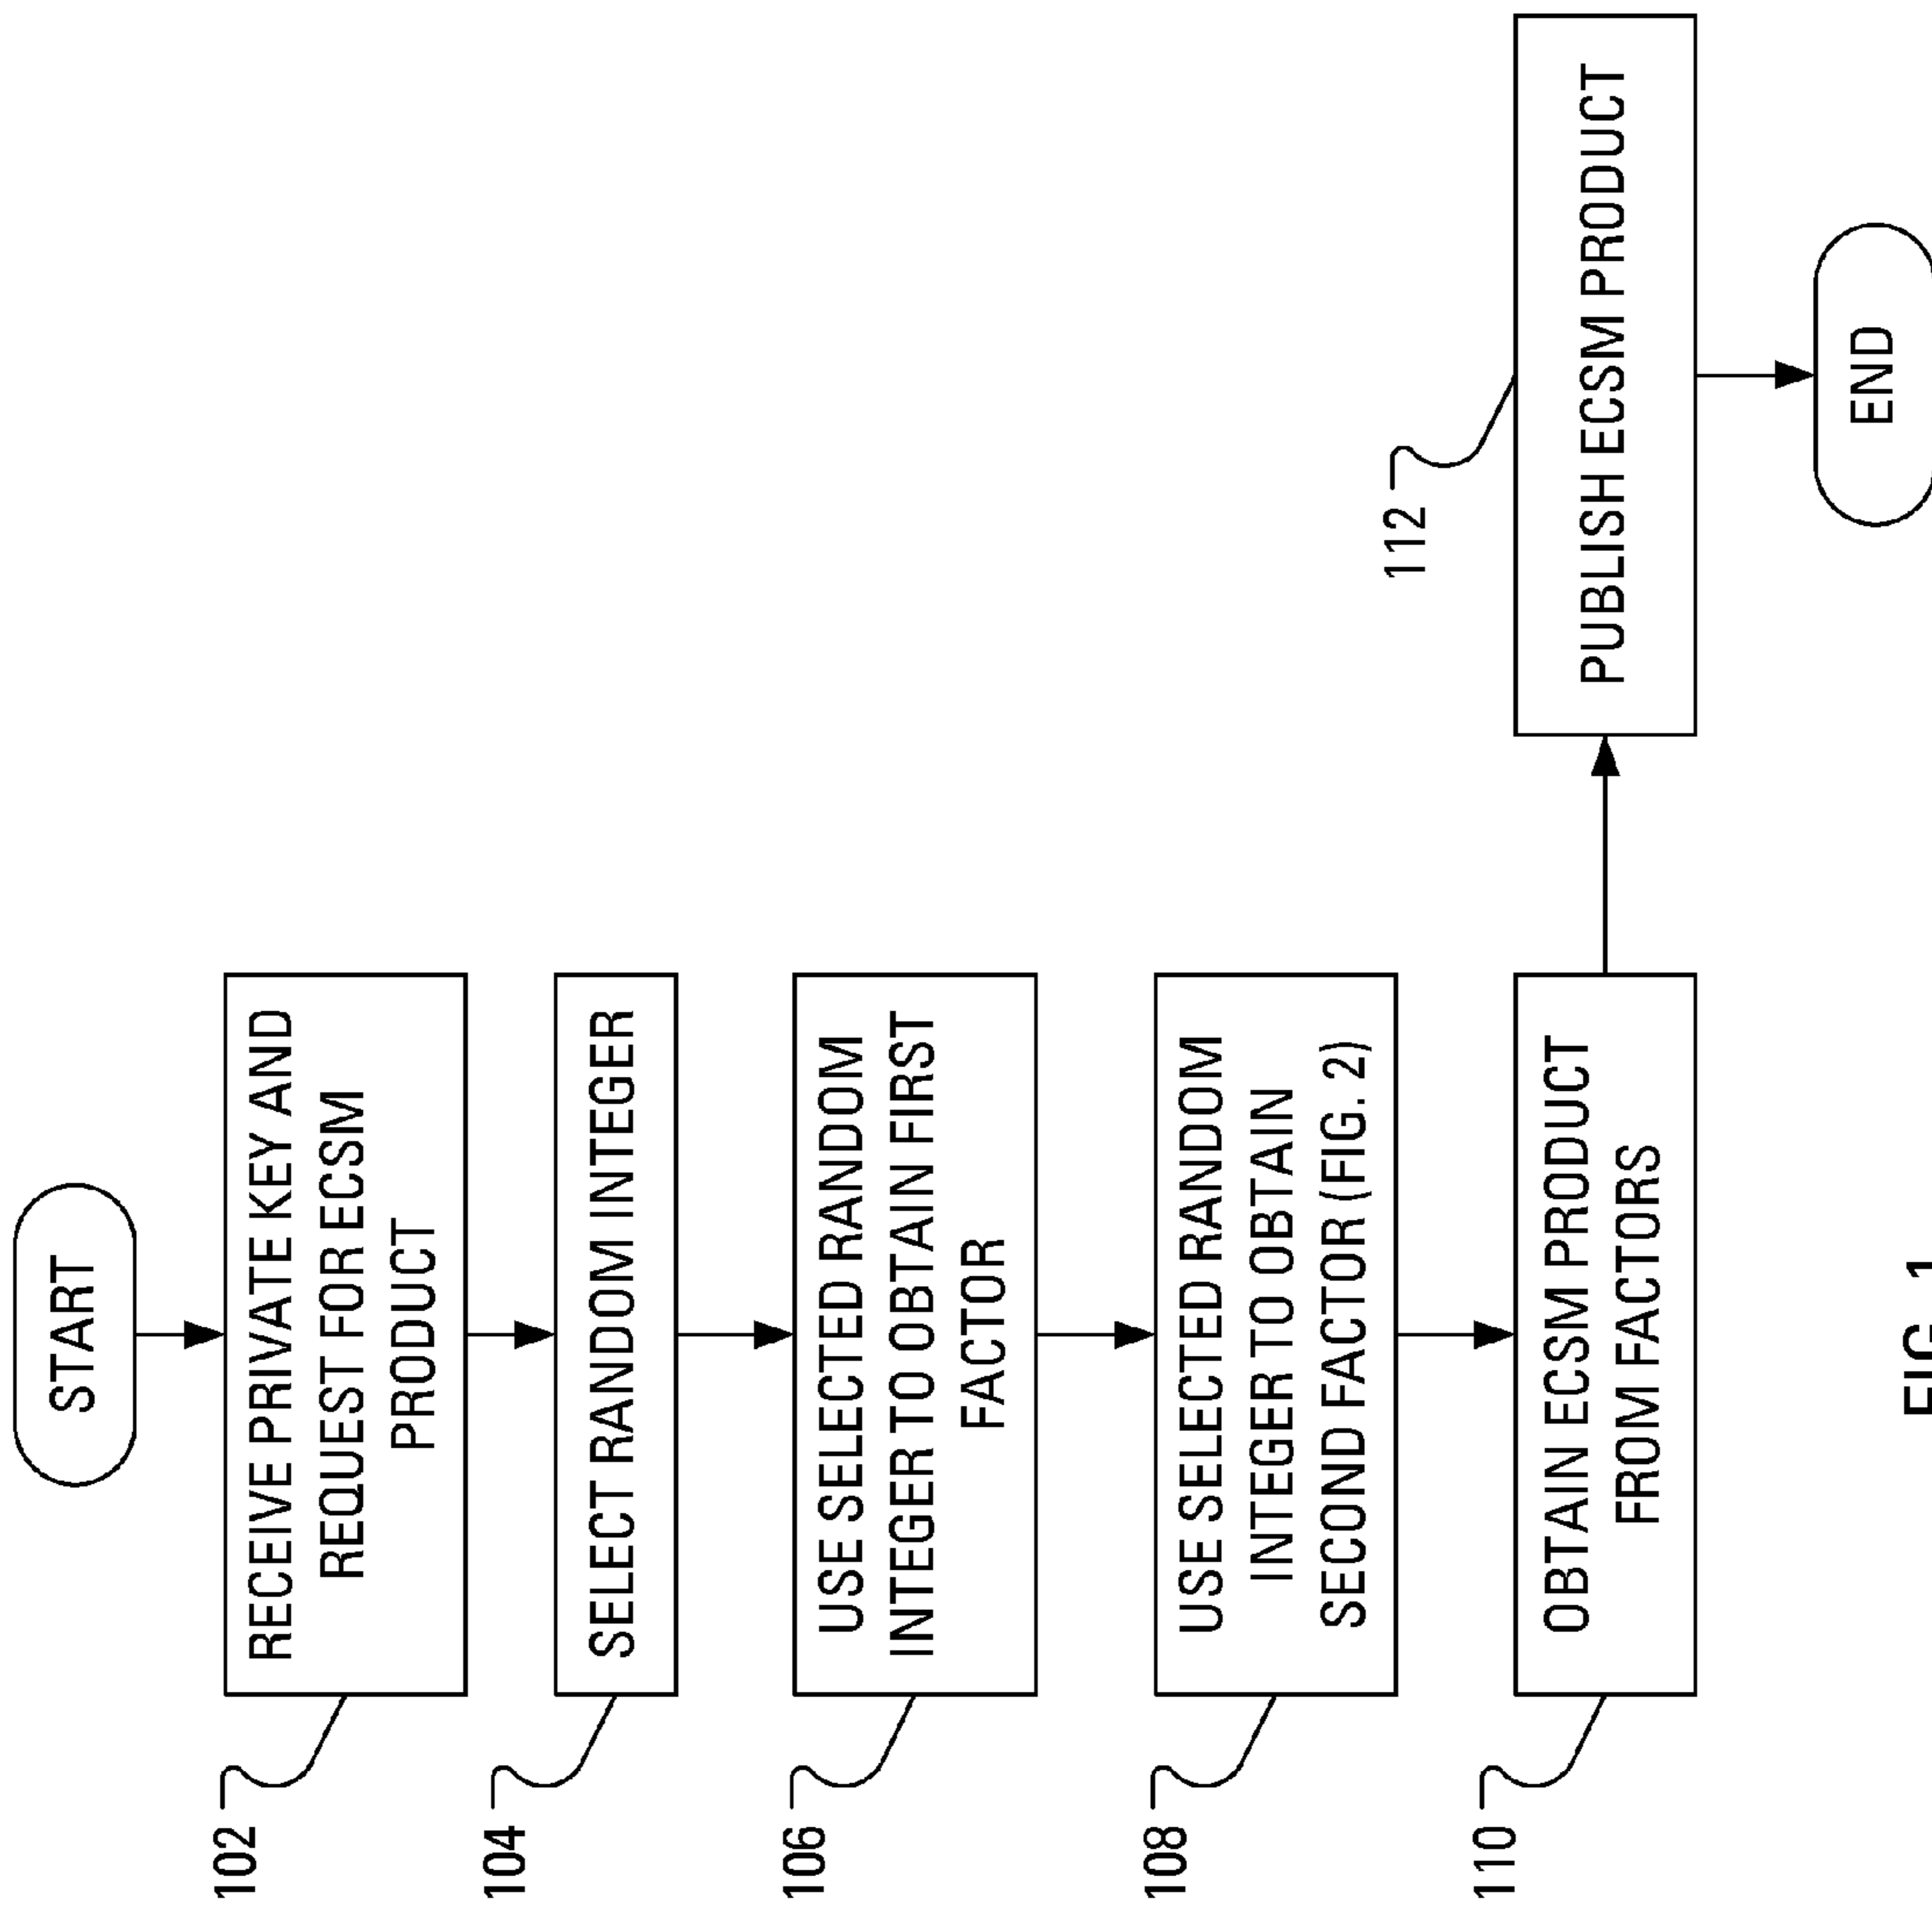 START
102
RECEIVE PRIVATE KEY AND
REQUEST FOR ECSM
PRODUCT
104
SELECT RANDOM INTEGER
106
USE SELECTED RANDOM
INTEGER TO OBTAIN FIRST
FACTOR
108
USE SELECTED RANDOM
INTEGER TO OBTAIN
SECOND FACTOR (FIG. 2)
110
OBTAIN ECSM PRODUCT
FROM FACTORS
112
PUBLISH ECSM PRODUCT
END
FIG. 1